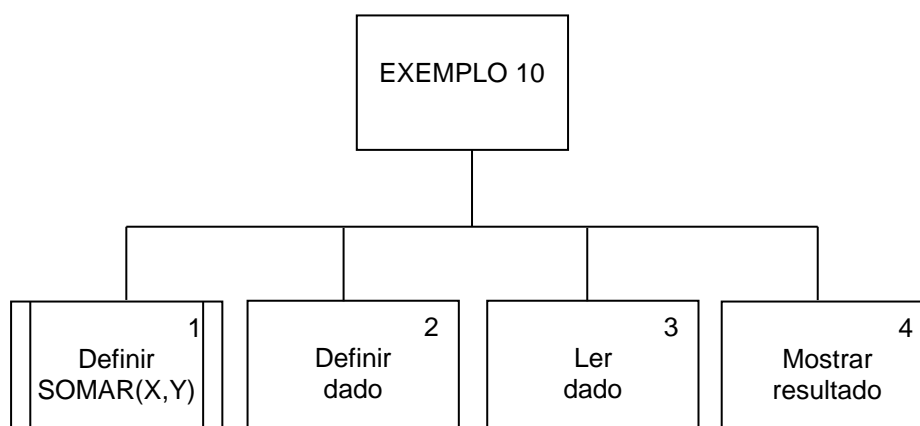 EXEMPLO 10
1
Definir
SOMAR(X,Y)
2
Definir
dado
3
Ler
dado
4
Mostrar
resultado